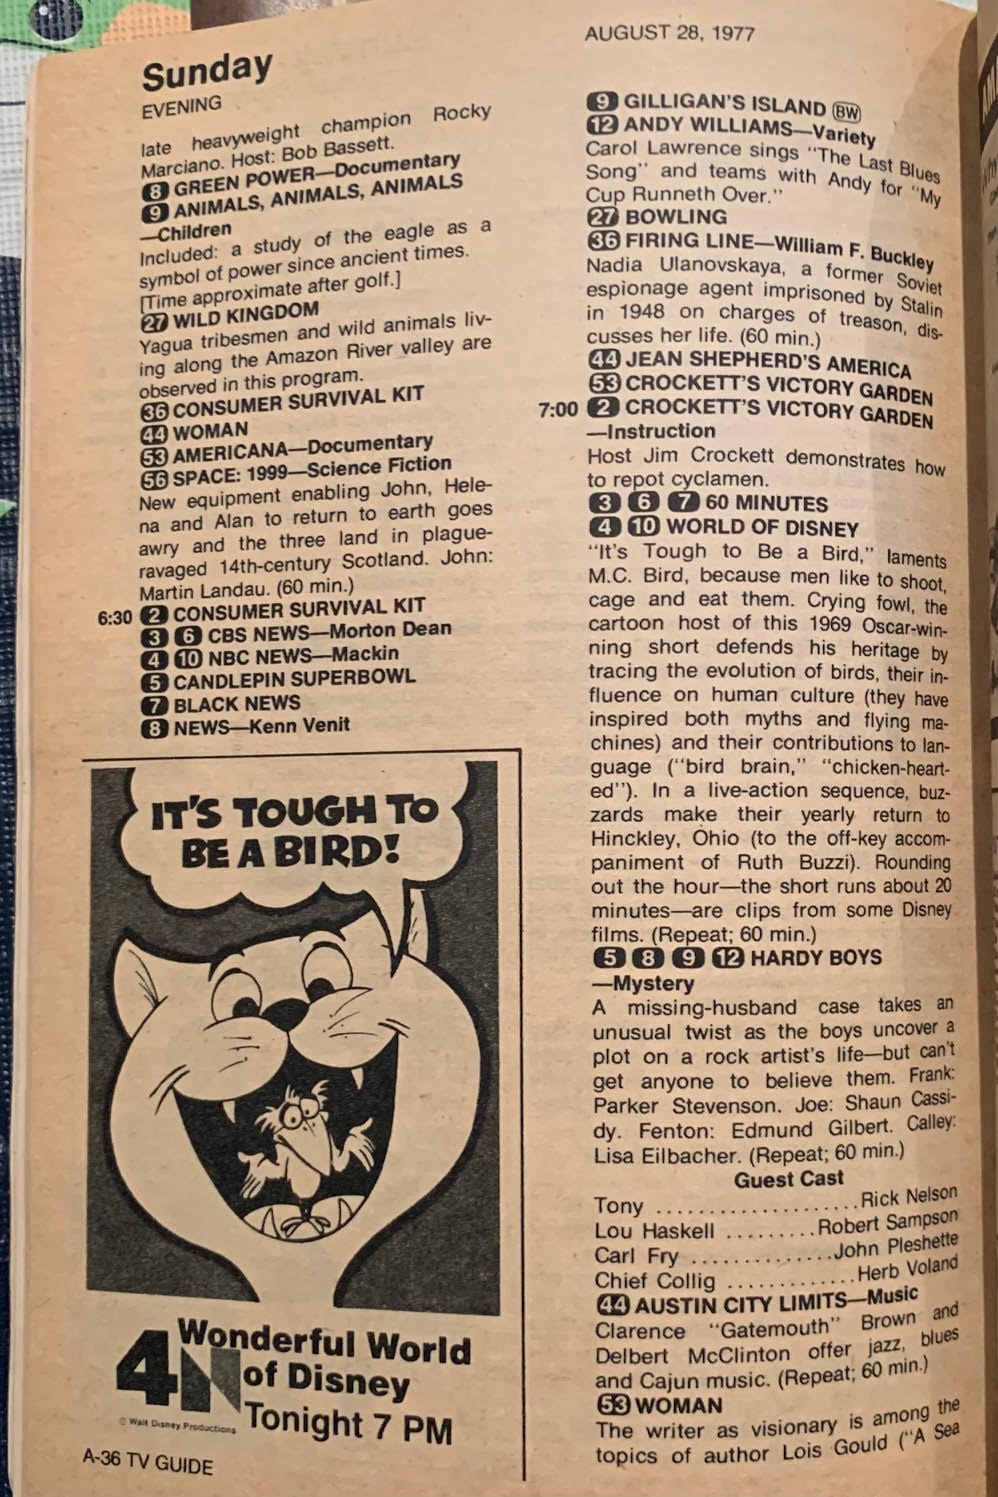 Sunday
EVENING
late heavyweight champion Rocky
Marciano. Host: Bob Bassett.
8 GREEN POWER—Documentary
9 ANIMALS, ANIMALS, ANIMALS
—Children
Included: a study of the eagle as a
symbol of power since ancient times.
[Time approximate after golf.]
27 WILD KINGDOM
Yagua tribesmen and wild animals liv-
ing along the Amazon River valley are
observed in this program.
36 CONSUMER SURVIVAL KIT
44 WOMAN
53 AMERICANA—Documentary
56 SPACE: 1999—Science Fiction
New equipment enabling John, Hele-
na and Alan to return to earth goes
awry and the three land in plague-
ravaged 14th-century Scotland. John:
Martin Landau. (60 min.)
6:30 2 CONSUMER SURVIVAL KIT
3 6 CBS NEWS—Morton Dean
4 10 NBC NEWS—Mackin
5 CANDLEPIN SUPERBOWL
7 BLACK NEWS
8 NEWS—Kenn Venit
IT'S TOUGH TO
BE A BIRD!
4N Wonderful World
of Disney
Tonight 7 PM
© Walt Disney Productions
A-36 TV GUIDE
AUGUST 28, 1977
9 GILLIGAN'S ISLAND BW
12 ANDY WILLIAMS—Variety
Carol Lawrence sings "The Last Blues
Song" and teams with Andy for "My
Cup Runneth Over."
27 BOWLING
36 FIRING LINE—William F. Buckley
Nadia Ulanovskaya, a former Soviet
espionage agent imprisoned by Stalin
in 1948 on charges of treason, dis-
cusses her life. (60 min.)
44 JEAN SHEPHERD'S AMERICA
53 CROCKETT'S VICTORY GARDEN
7:00 2 CROCKETT'S VICTORY GARDEN
—Instruction
Host Jim Crockett demonstrates how
to repot cyclamen.
3 6 7 60 MINUTES
4 10 WORLD OF DISNEY
"It's Tough to Be a Bird," laments
M.C. Bird, because men like to shoot,
cage and eat them. Crying fowl, the
cartoon host of this 1969 Oscar-win-
ning short defends his heritage by
tracing the evolution of birds, their in-
fluence on human culture (they have
inspired both myths and flying ma-
chines) and their contributions to lan-
guage ("bird brain," "chicken-heart-
ed"). In a live-action sequence, buz-
zards make their yearly return to
Hinckley, Ohio (to the off-key accom-
paniment of Ruth Buzzi). Rounding
out the hour—the short runs about 20
minutes—are clips from some Disney
films. (Repeat; 60 min.)
5 8 9 12 HARDY BOYS
—Mystery
A missing-husband case takes an
unusual twist as the boys uncover a
plot on a rock artist's life—but can't
get anyone to believe them. Frank:
Parker Stevenson. Joe: Shaun Cassi-
dy. Fenton: Edmund Gilbert. Calley:
Lisa Eilbacher. (Repeat; 60 min.)
Guest Cast
Tony ...................Rick Nelson
Lou Haskell .........Robert Sampson
Carl Fry .............John Pleshette
Chief Collig ............Herb Voland
44 AUSTIN CITY LIMITS—Music
Clarence "Gatemouth" Brown and
Delbert McClinton offer jazz, blues
and Cajun music. (Repeat; 60 min.)
53 WOMAN
The writer as visionary is among the
topics of author Lois Gould ("A Sea